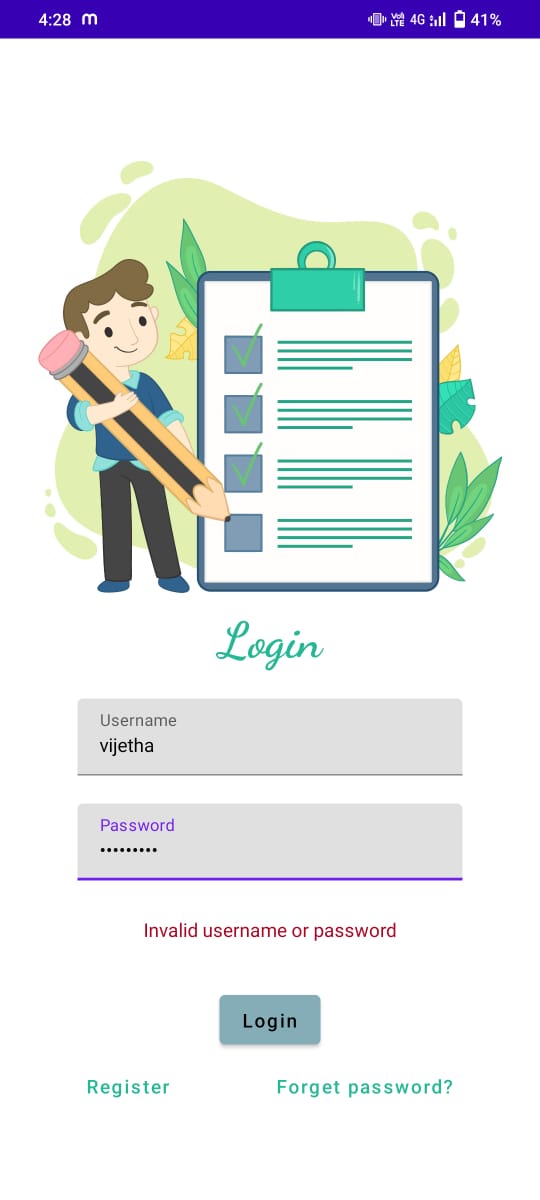 4:28 m Vo) LTE 4G 41%
Login
Username
vijetha
Password
•••••••••
Invalid username or password
Login
Register Forget password?